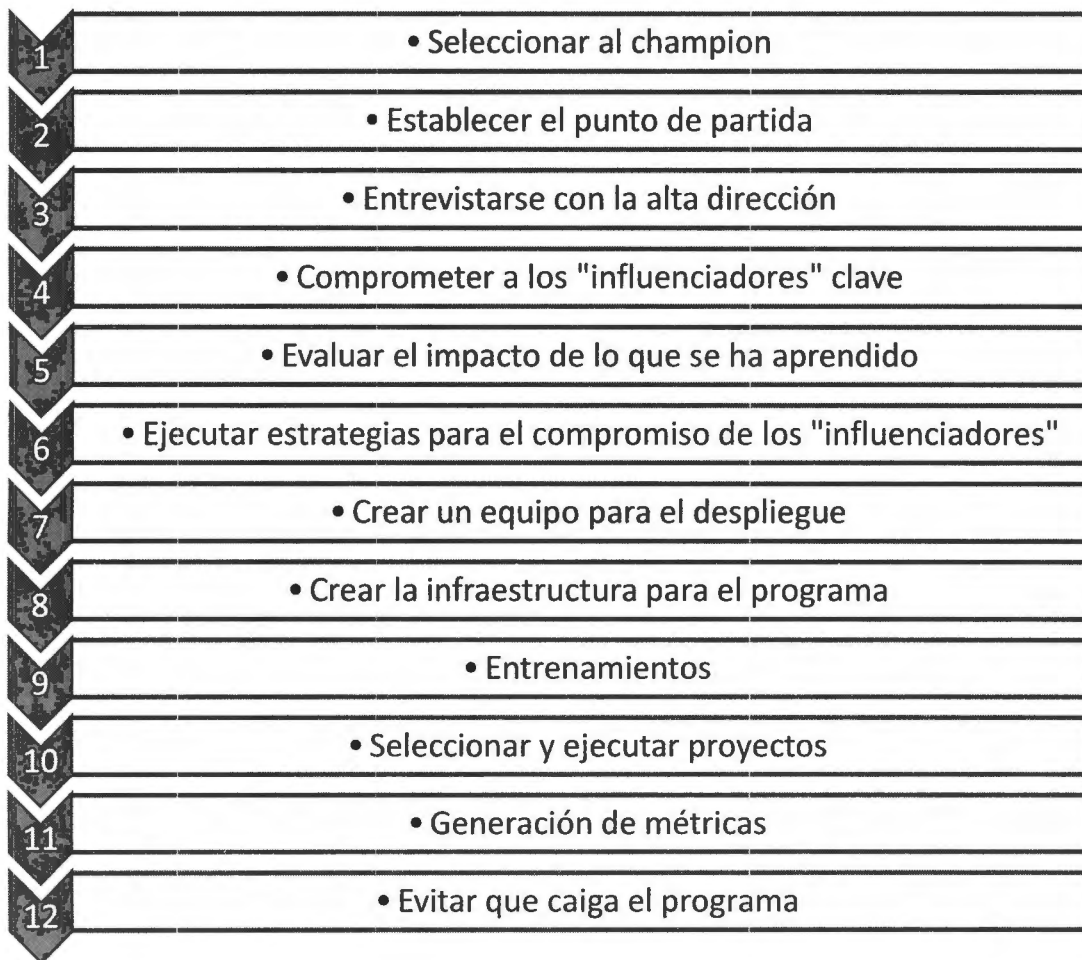 1
• Seleccionar al champion
2
• Establecer el punto de partida
3
• Entrevistarse con la alta dirección
4
• Comprometer a los "influenciadores" clave
5
• Evaluar el impacto de lo que se ha aprendido
6
• Ejecutar estrategias para el compromiso de los "influenciadores"
7
• Crear un equipo para el despliegue
8
• Crear la infraestructura para el programa
9
• Entrenamientos
10
• Seleccionar y ejecutar proyectos
11
• Generación de métricas
12
• Evitar que caiga el programa